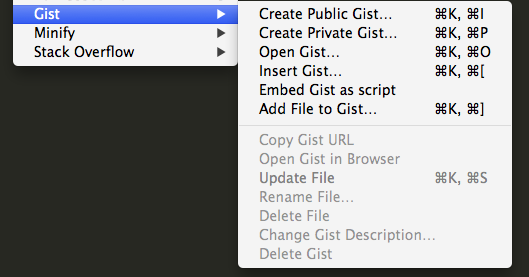 Gist ▶
Minify ▶
Stack Overflow ▶
Create Public Gist... ⌘K, ⌘I
Create Private Gist... ⌘K, ⌘P
Open Gist... ⌘K, ⌘O
Insert Gist... ⌘K, ⌘[
Embed Gist as script
Add File to Gist... ⌘K, ⌘]
Copy Gist URL
Open Gist in Browser
Update File ⌘K, ⌘S
Rename File...
Delete File
Change Gist Description...
Delete Gist